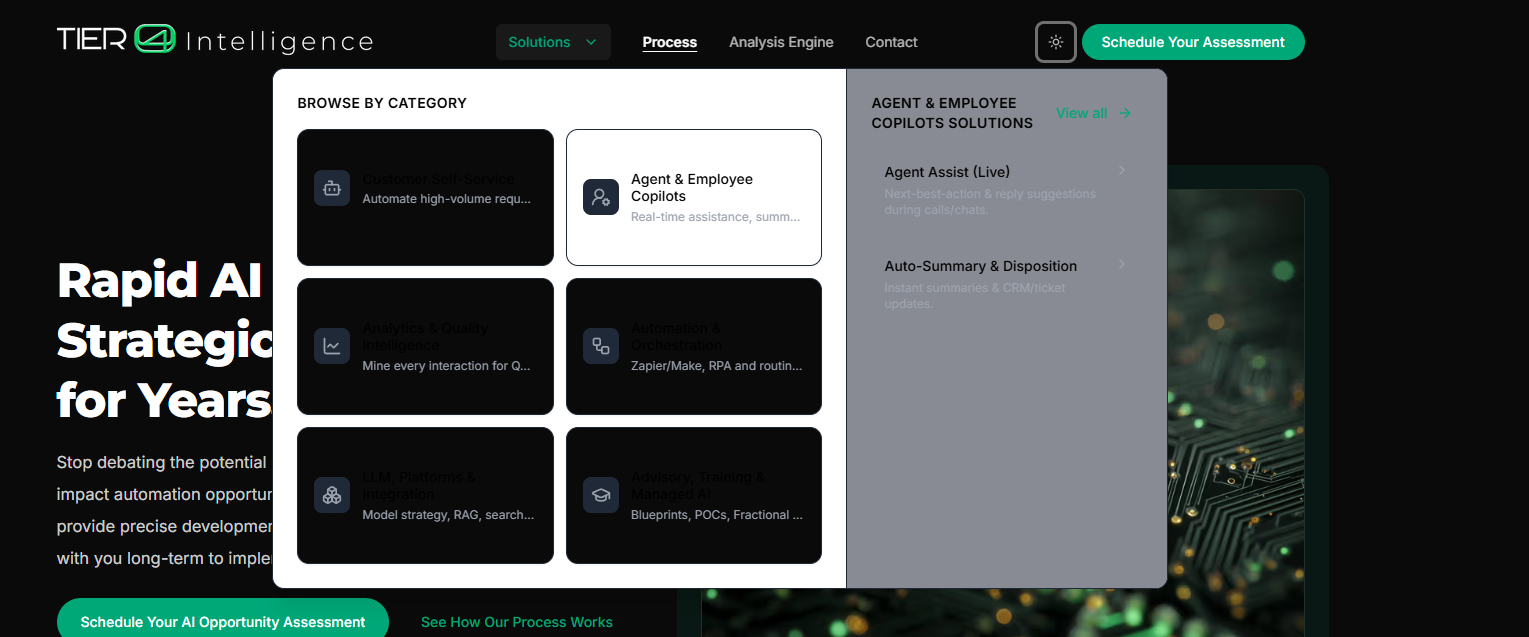 TIER 4 Intelligence
Solutions
Process
Analysis Engine
Contact
Schedule Your Assessment
BROWSE BY CATEGORY
Customer Self-Service
Automate high-volume requ...
Agent & Employee
Copilots
Real-time assistance, summ...
Analytics & Quality
Intelligence
Mine every interaction for Q...
Automation &
Orchestration
Zapier/Make, RPA and routin...
LLM, Platforms &
Integration
Model strategy, RAG, search...
Advisory, Training &
Managed AI
Blueprints, POCs, Fractional ...
AGENT & EMPLOYEE
COPILOTS SOLUTIONS
View all
Agent Assist (Live)
Next-best-action & reply suggestions
during calls/chats.
Auto-Summary & Disposition
Instant summaries & CRM/ticket
updates.
Rapid AI
Strategic
for Years
Stop debating the potential
impact automation
provide precise
with you long-term to
Schedule Your AI Opportunity Assessment
See How Our Process Works